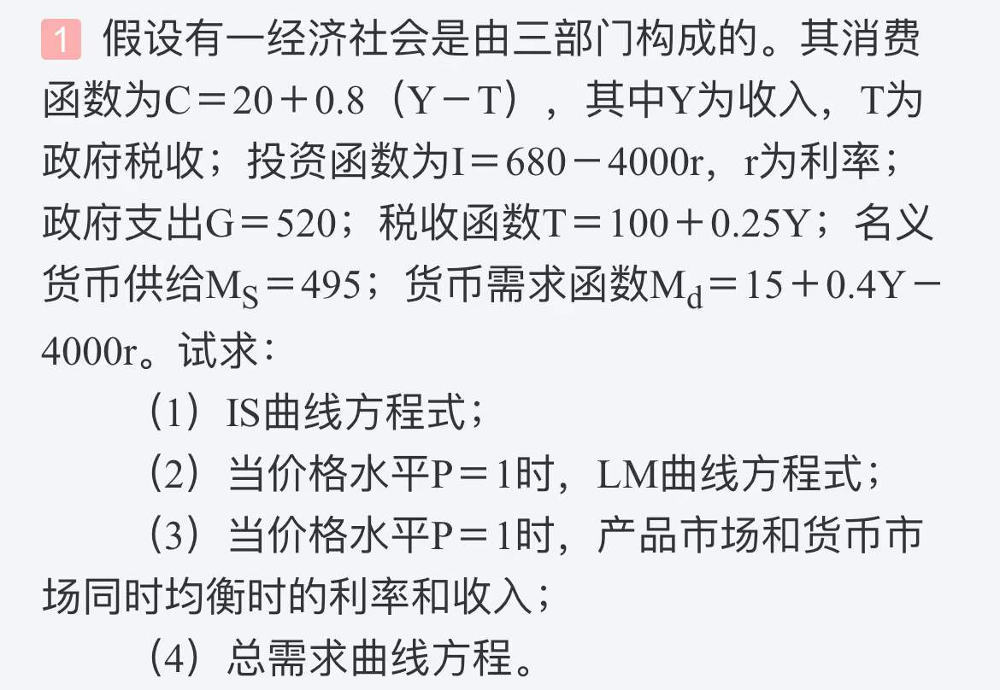 1 假设有一经济社会是由三部门构成的。其消费
函数为C＝20＋0.8（Y－T），其中Y为收入，T为
政府税收；投资函数为I＝680－4000r，r为利率；
政府支出G＝520；税收函数T＝100＋0.25Y；名义
货币供给MS＝495；货币需求函数Md＝15＋0.4Y－
4000r。试求：
（1）IS曲线方程式；
（2）当价格水平P＝1时，LM曲线方程式；
（3）当价格水平P＝1时，产品市场和货币市
场同时均衡时的利率和收入；
（4）总需求曲线方程。